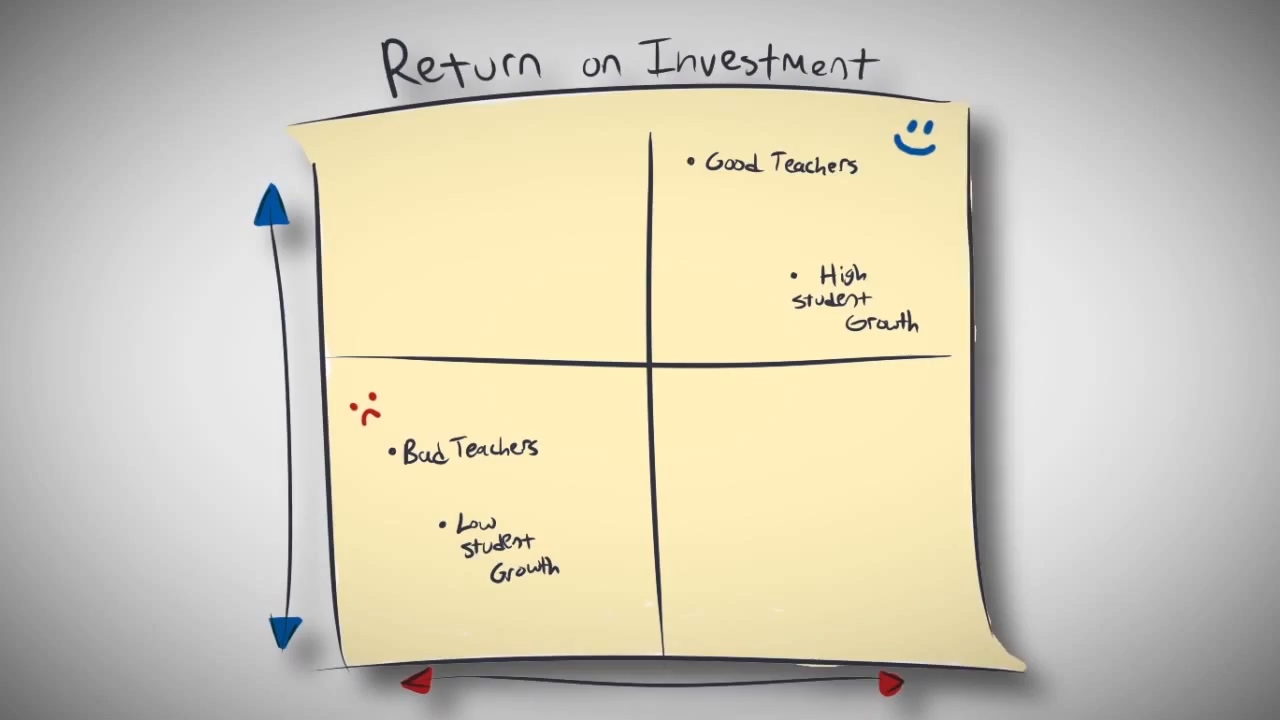 Return on Investment
• Good Teachers
• High
student
Growth
• Bad Teachers
• Low
student
Growth